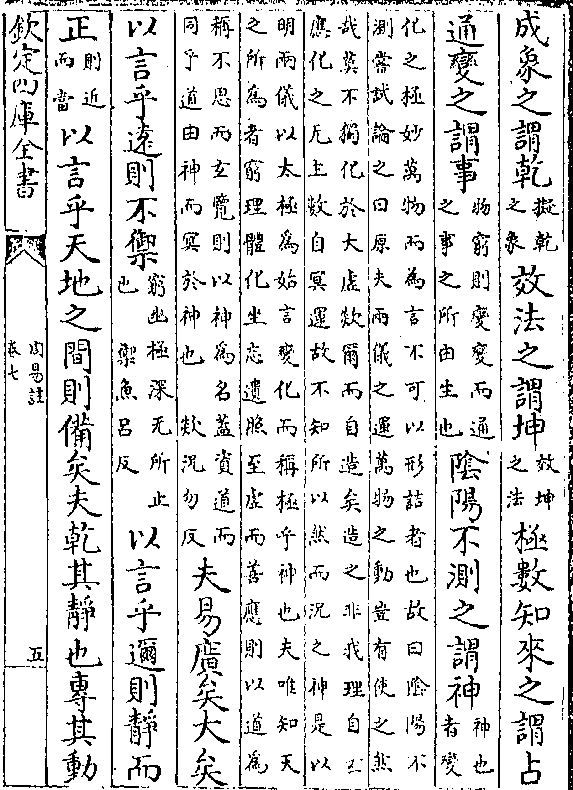 成象之謂乾擬乾之象效法之謂坤效坤之法極數知來之謂占
通變之謂事物窮則變變而通之事之所由生也陰陽不測之謂神神也者變
化之極妙萬物而為言不可以形詰者也故曰陰陽不
測嘗試論之曰原夫兩儀之運萬物之動豈有使之然
哉莫不獨化於大虛欻爾而自造矣造之非我理自玄
應化之无主數自冥運故不知所以然而況之神是以
明兩儀以太極為始言變化而稱極乎神也夫唯知天
之所為者窮理體化坐忘遺照至虛而善應則以道為
稱不思而玄覽則以神為名蓋資道而同乎道由神而冥於神也 欻況勿反夫易廣矣大矣
以言乎遠則不禦窮幽極深无所止也 禦魚呂反以言乎邇則靜而
正則近而當以言乎天地之間則備矣夫乾其靜也專其動
欽定四庫全書
周易註
卷七
五